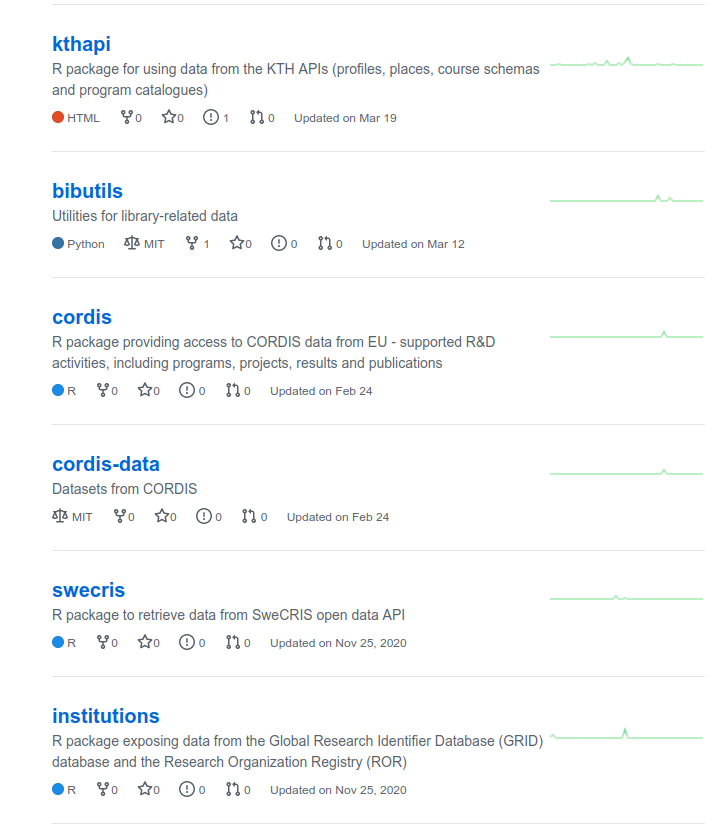 kthapi
R package for using data from the KTH APIs (profiles, places, course schemas
and program catalogues)
HTML 0 0 1 0 Updated on Mar 19
bibutils
Utilities for library-related data
Python MIT 1 0 0 0 Updated on Mar 12
cordis
R package providing access to CORDIS data from EU - supported R&D
activities, including programs, projects, results and publications
R 0 0 0 0 Updated on Feb 24
cordis-data
Datasets from CORDIS
MIT 0 0 0 0 Updated on Feb 24
swecris
R package to retrieve data from SweCRIS open data API
R 0 0 0 0 Updated on Nov 25, 2020
institutions
R package exposing data from the Global Research Identifier Database (GRID)
database and the Research Organization Registry (ROR)
R 0 0 0 0 Updated on Nov 25, 2020